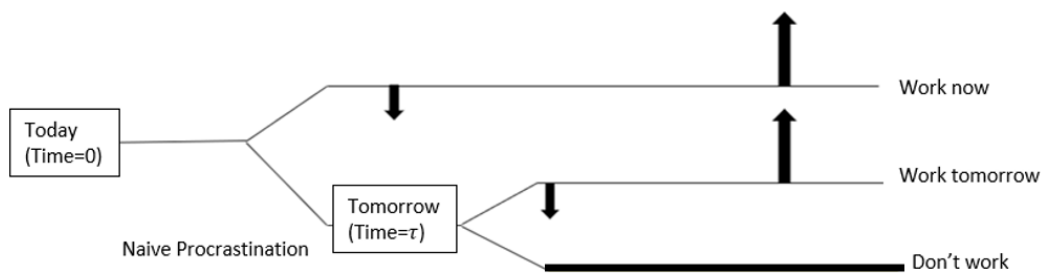 Work now
Today
(Time=0)
Work tomorrow
Tomorrow
(Time=τ)
Naive Procrastination
Don't work